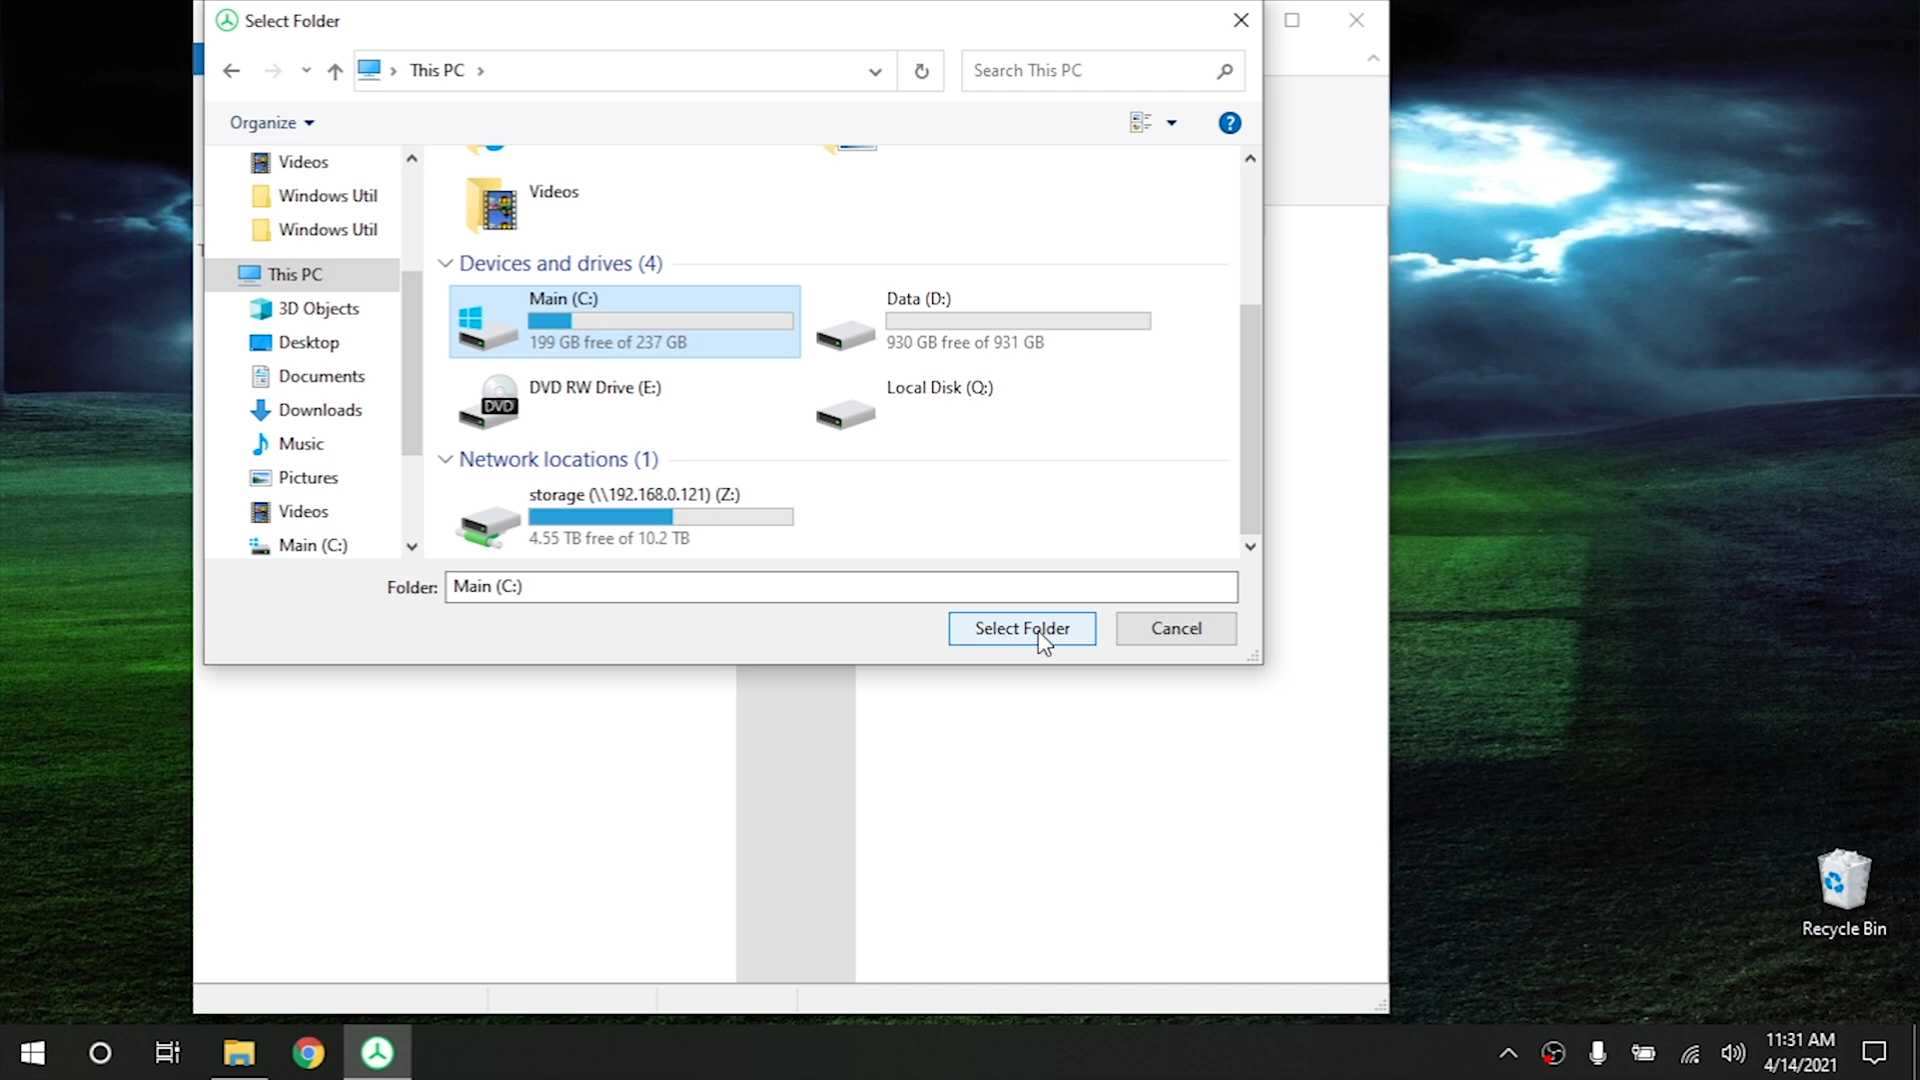 Select Folder
This PC
Search This PC
Organize
?
Videos
Windows Util
Windows Util
This PC
3D Objects
Desktop
Documents
Downloads
Music
Pictures
Videos
Main (C:)
Videos
Devices and drives (4)
Main (C:)
199 GB free of 237 GB
Data (D:)
930 GB free of 931 GB
DVD
DVD RW Drive (E:)
Local Disk (Q:)
Network locations (1)
storage (\\192.168.0.121) (Z:)
4.55 TB free of 10.2 TB
Folder:
Main (C:)
Select Folder
Cancel
Recycle Bin
11:31 AM
4/14/2021